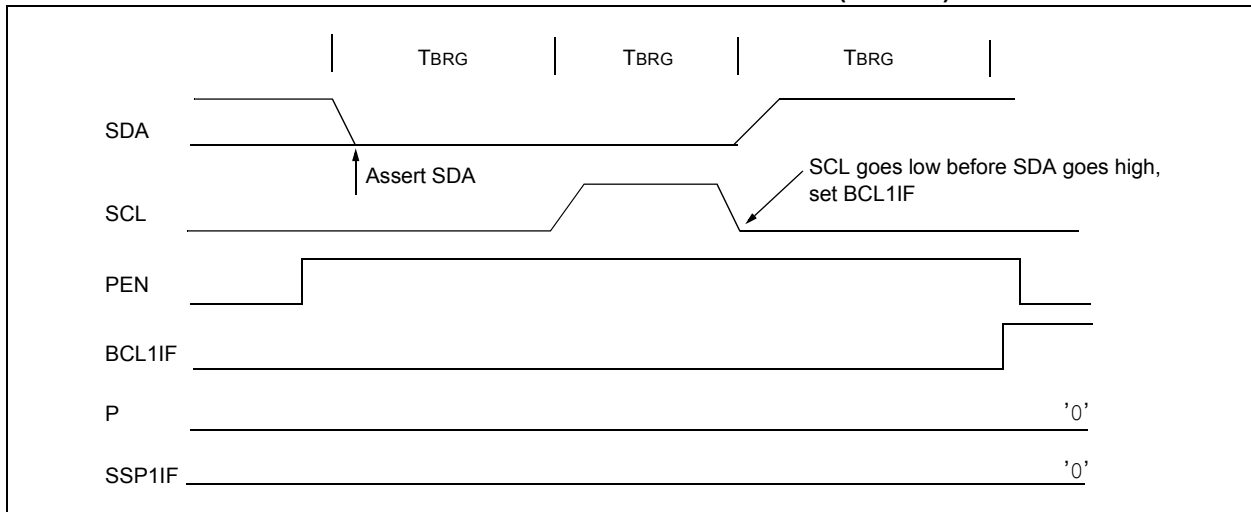 TBRG TBRG TBRG
SDA
Assert SDA
SCL goes low before SDA goes high,
set BCL1IF
SCL
PEN
BCL1IF
P '0'
SSP1IF '0'